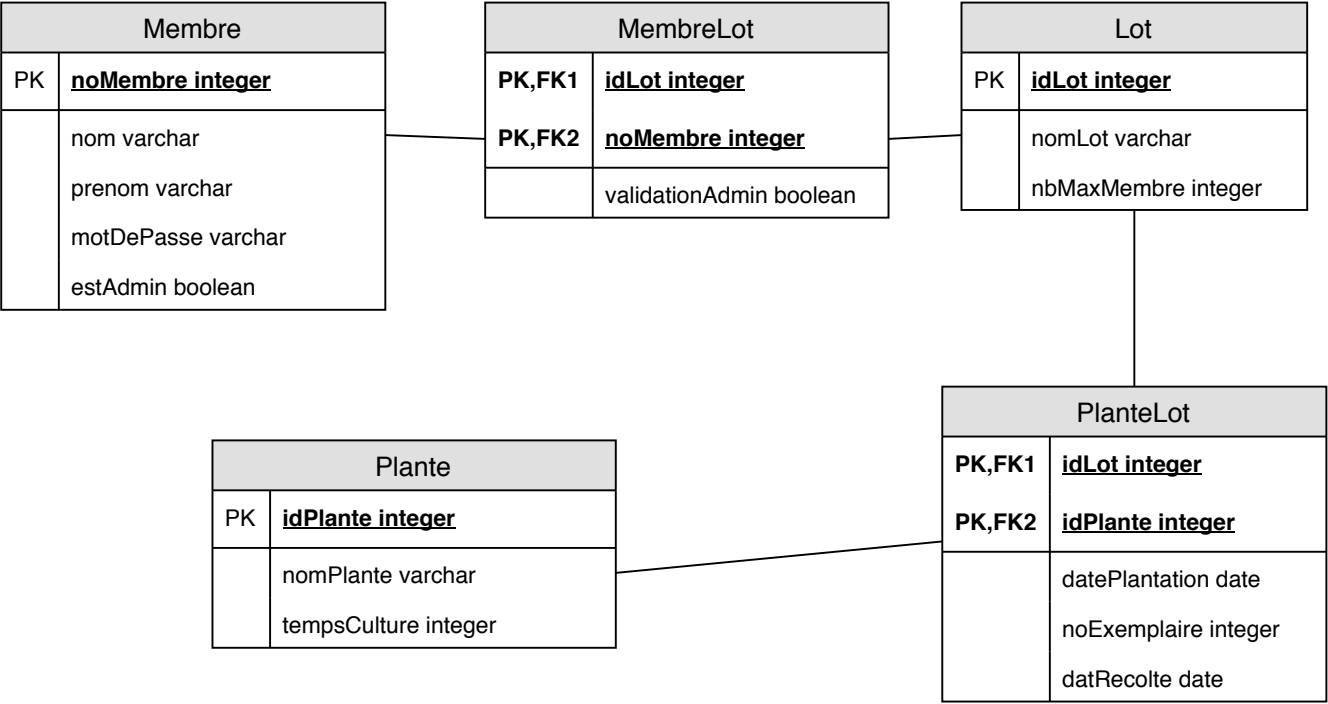 Membre
PK noMembre integer
nom varchar
prenom varchar
motDePasse varchar
estAdmin boolean
MembreLot
PK,FK1 idLot integer
PK,FK2 noMembre integer
validationAdmin boolean
Lot
PK idLot integer
nomLot varchar
nbMaxMembre integer
Plante
PK idPlante integer
nomPlante varchar
tempsCulture integer
PlanteLot
PK,FK1 idLot integer
PK,FK2 idPlante integer
datePlantation date
noExemplaire integer
datRecolte date